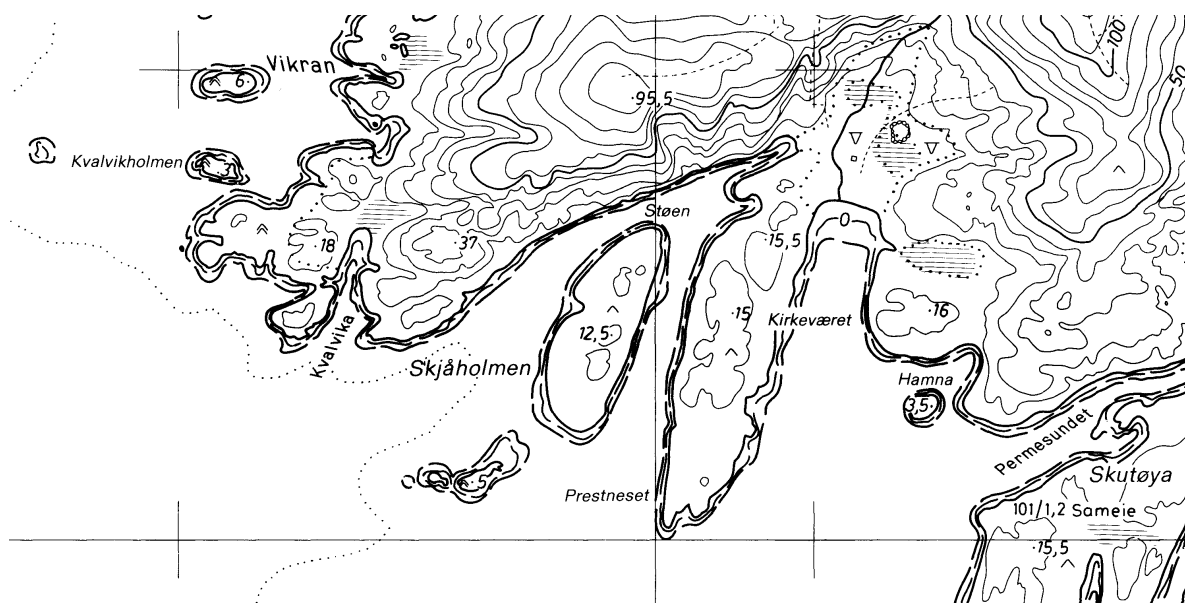 100
50
Vikran
6
95,5
Kvalvikholmen
Støen
18
37
15,5
15
16
Kirkeværet
Kvalvika
12,5
Skjåholmen
Hamna
3,5
Permesundet
5
Skutøya
Prestneset
101/1,2 Sameie
15,5